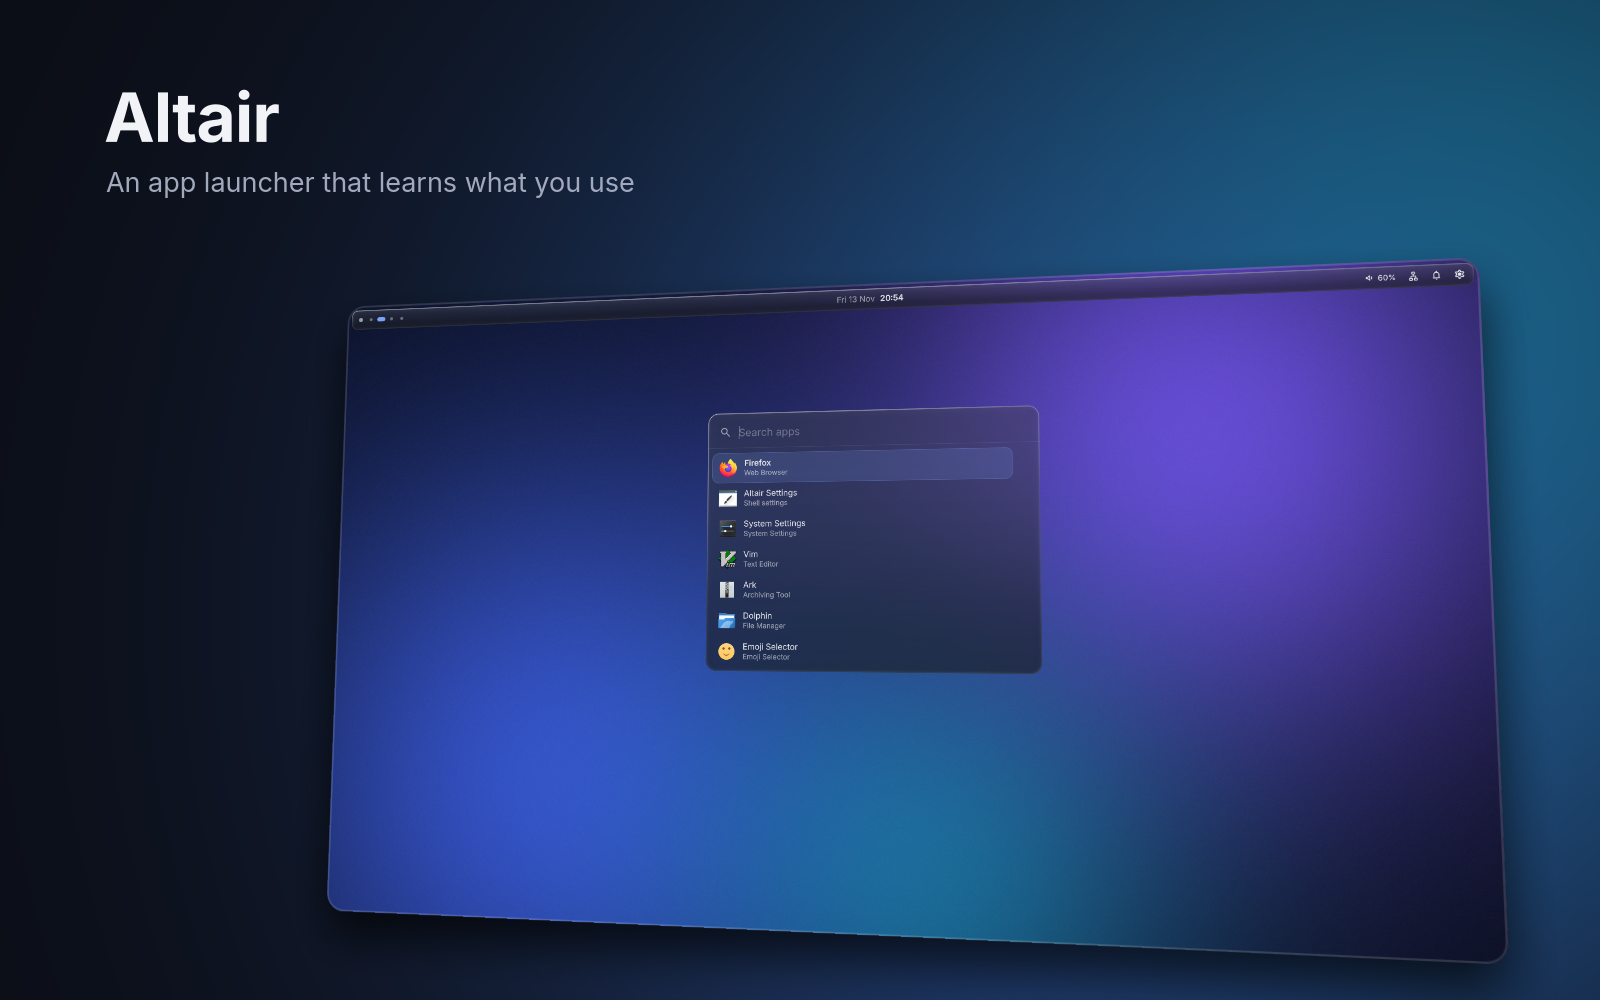 Altair
An app launcher that learns what you use
Fri 13 Nov 20:54
60%
Search apps
Firefox
Web Browser
Altair Settings
Shell settings
System Settings
System Settings
Vim
Text Editor
Ark
Archiving Tool
Dolphin
File Manager
Emoji Selector
Emoji Selector